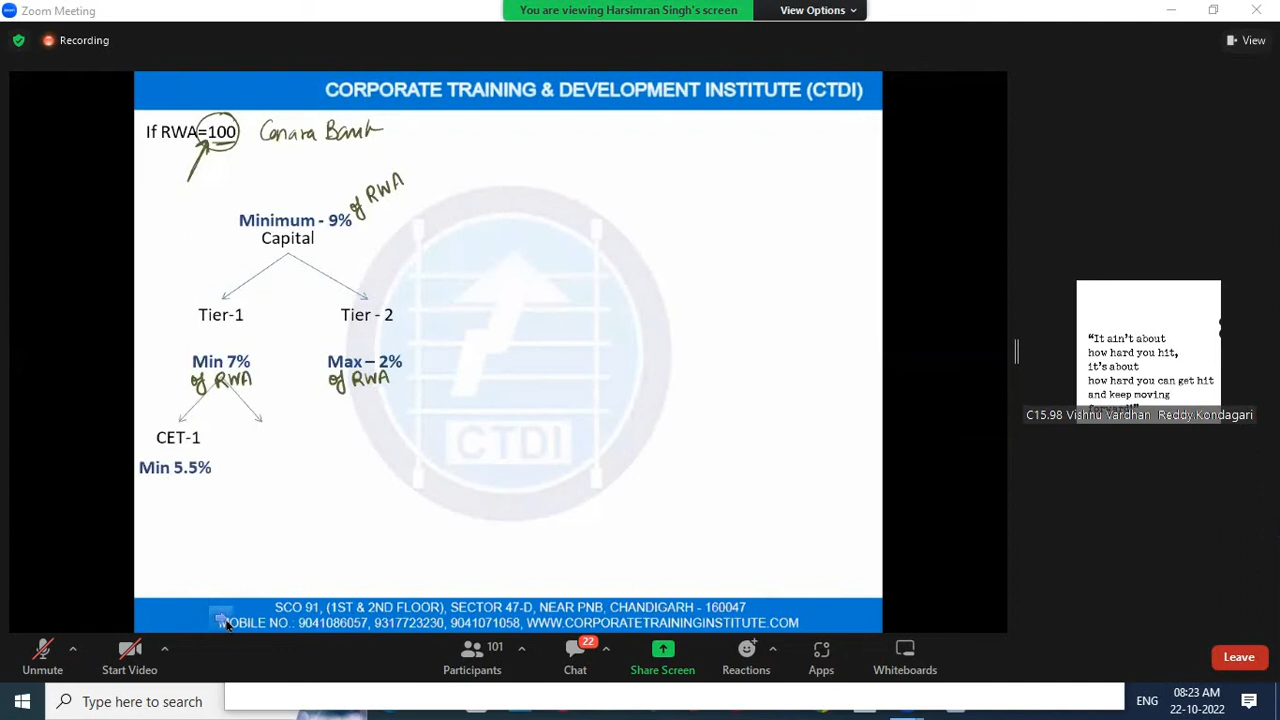 Zoom Meeting
You are viewing Harsimran Singh's screen
View Options
Recording
View
CORPORATE TRAINING & DEVELOPMENT INSTITUTE (CTDI)
If RWA=100 Canara Bank
of RWA
Minimum - 9%
Capital
Tier-1
Tier - 2
Min 7%
Max – 2%
of RWA
of RWA
CET-1
Min 5.5%
CTDI
"It ain't about
how hard you hit,
it's about
how hard you can get hit
and keep moving
C15.98 Vishnu Vardhan Reddy.Kondagari
SCO 91, (1ST & 2ND FLOOR), SECTOR 47-D, NEAR PNB, CHANDIGARH - 160047
MOBILE NO.: 9041086057, 9317723230, 9041071058, WWW.CORPORATETRAININGINSTITUTE.COM
Unmute
Start Video
101
Participants
22
Chat
Share Screen
Reactions
Apps
Whiteboards
Leave
Type here to search
ENG
08:23 AM
22-10-2022